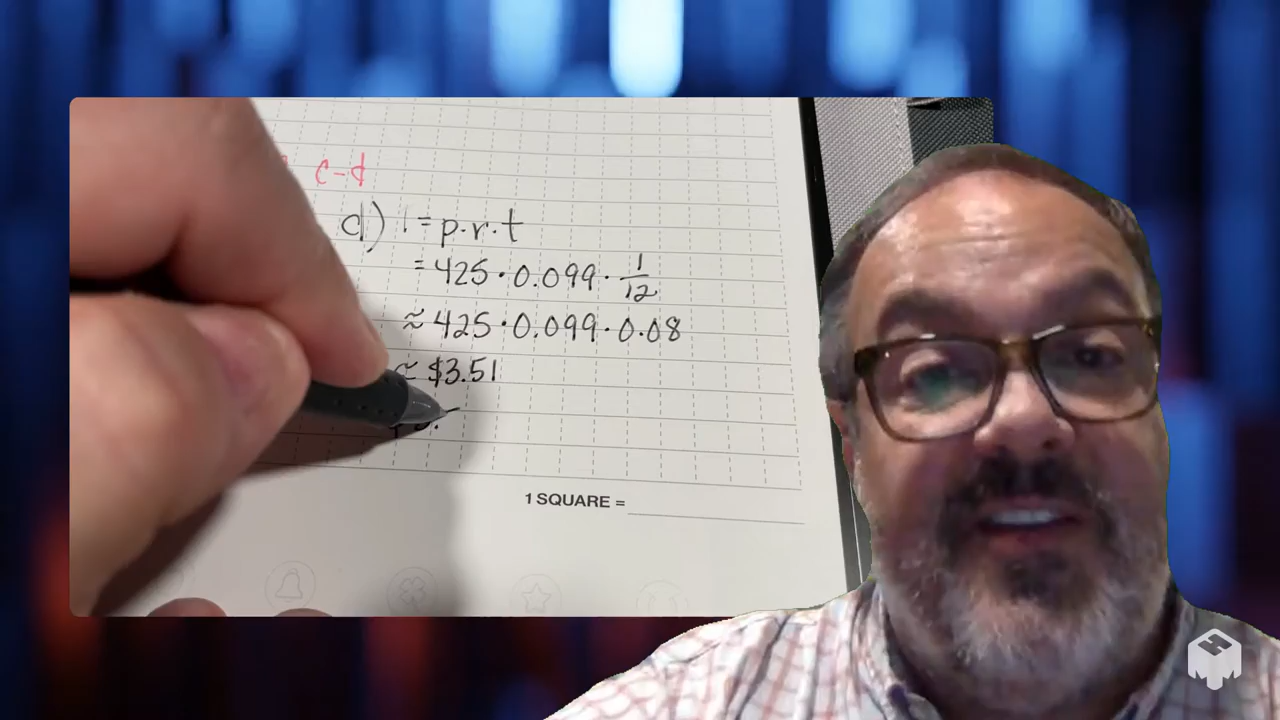 c-d
d) I = p.r.t
= 425 · 0.099 · 1/12
≈ 425 · 0.099 · 0.08
≈ $3.51
1 SQUARE =